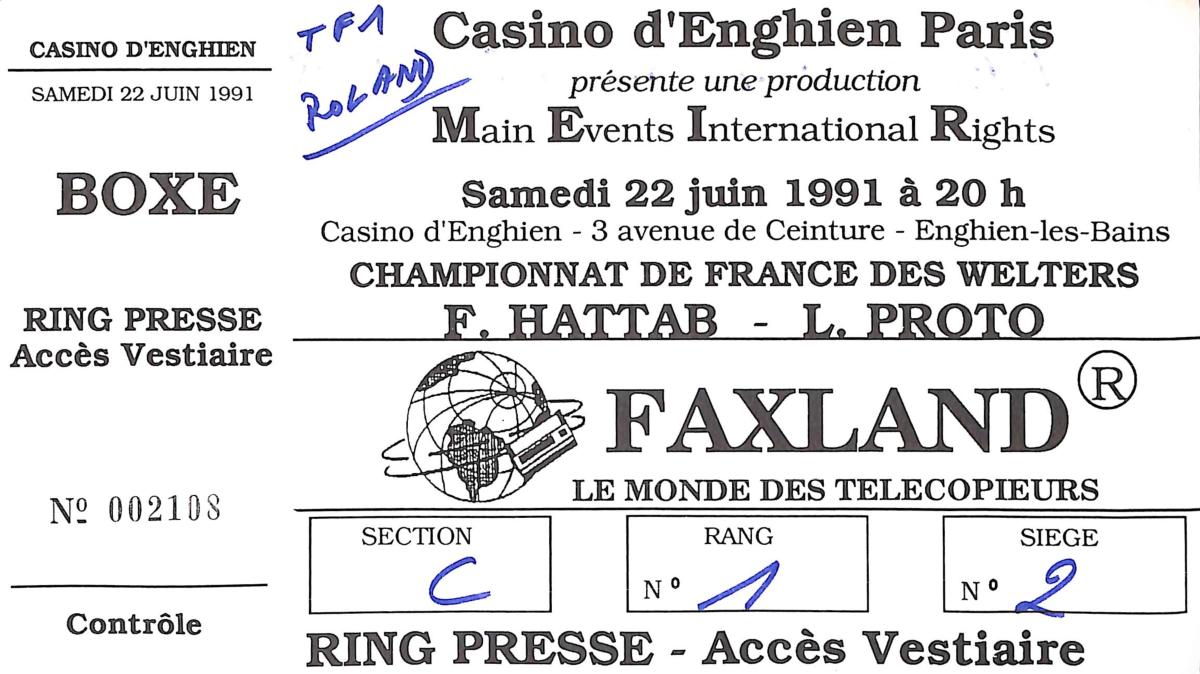 CASINO D'ENGHIEN
SAMEDI 22 JUIN 1991
BOXE
RING PRESSE
Accès Vestiaire
Nº 002108
Contrôle
TF1
ROLAND
Casino d'Enghien Paris
présente une production
Main Events International Rights
Samedi 22 juin 1991 à 20 h
Casino d'Enghien - 3 avenue de Ceinture - Enghien-les-Bains
CHAMPIONNAT DE FRANCE DES WELTERS
F. HATTAB - L. PROTO
FAXLAND ®
LE MONDE DES TELECOPIEURS
SECTION
C
RANG
N° 1
SIEGE
N° 2
RING PRESSE - Accès Vestiaire